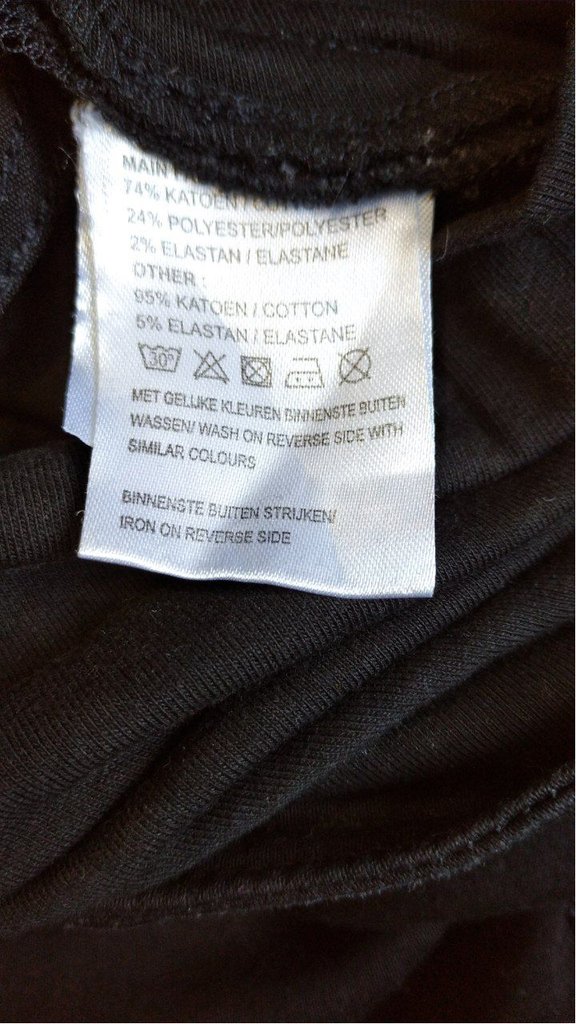 MAIN
74% KATOEN /
24% POLYESTER/POLYESTER
2% ELASTAN / ELASTANE
OTHER :
95% KATOEN / COTTON
5% ELASTAN / ELASTANE
30°
MET GELIJKE KLEUREN BINNENSTE BUITEN
WASSEN/ WASH ON REVERSE SIDE WITH
SIMILAR COLOURS
BINNENSTE BUITEN STRIJKEN/
IRON ON REVERSE SIDE